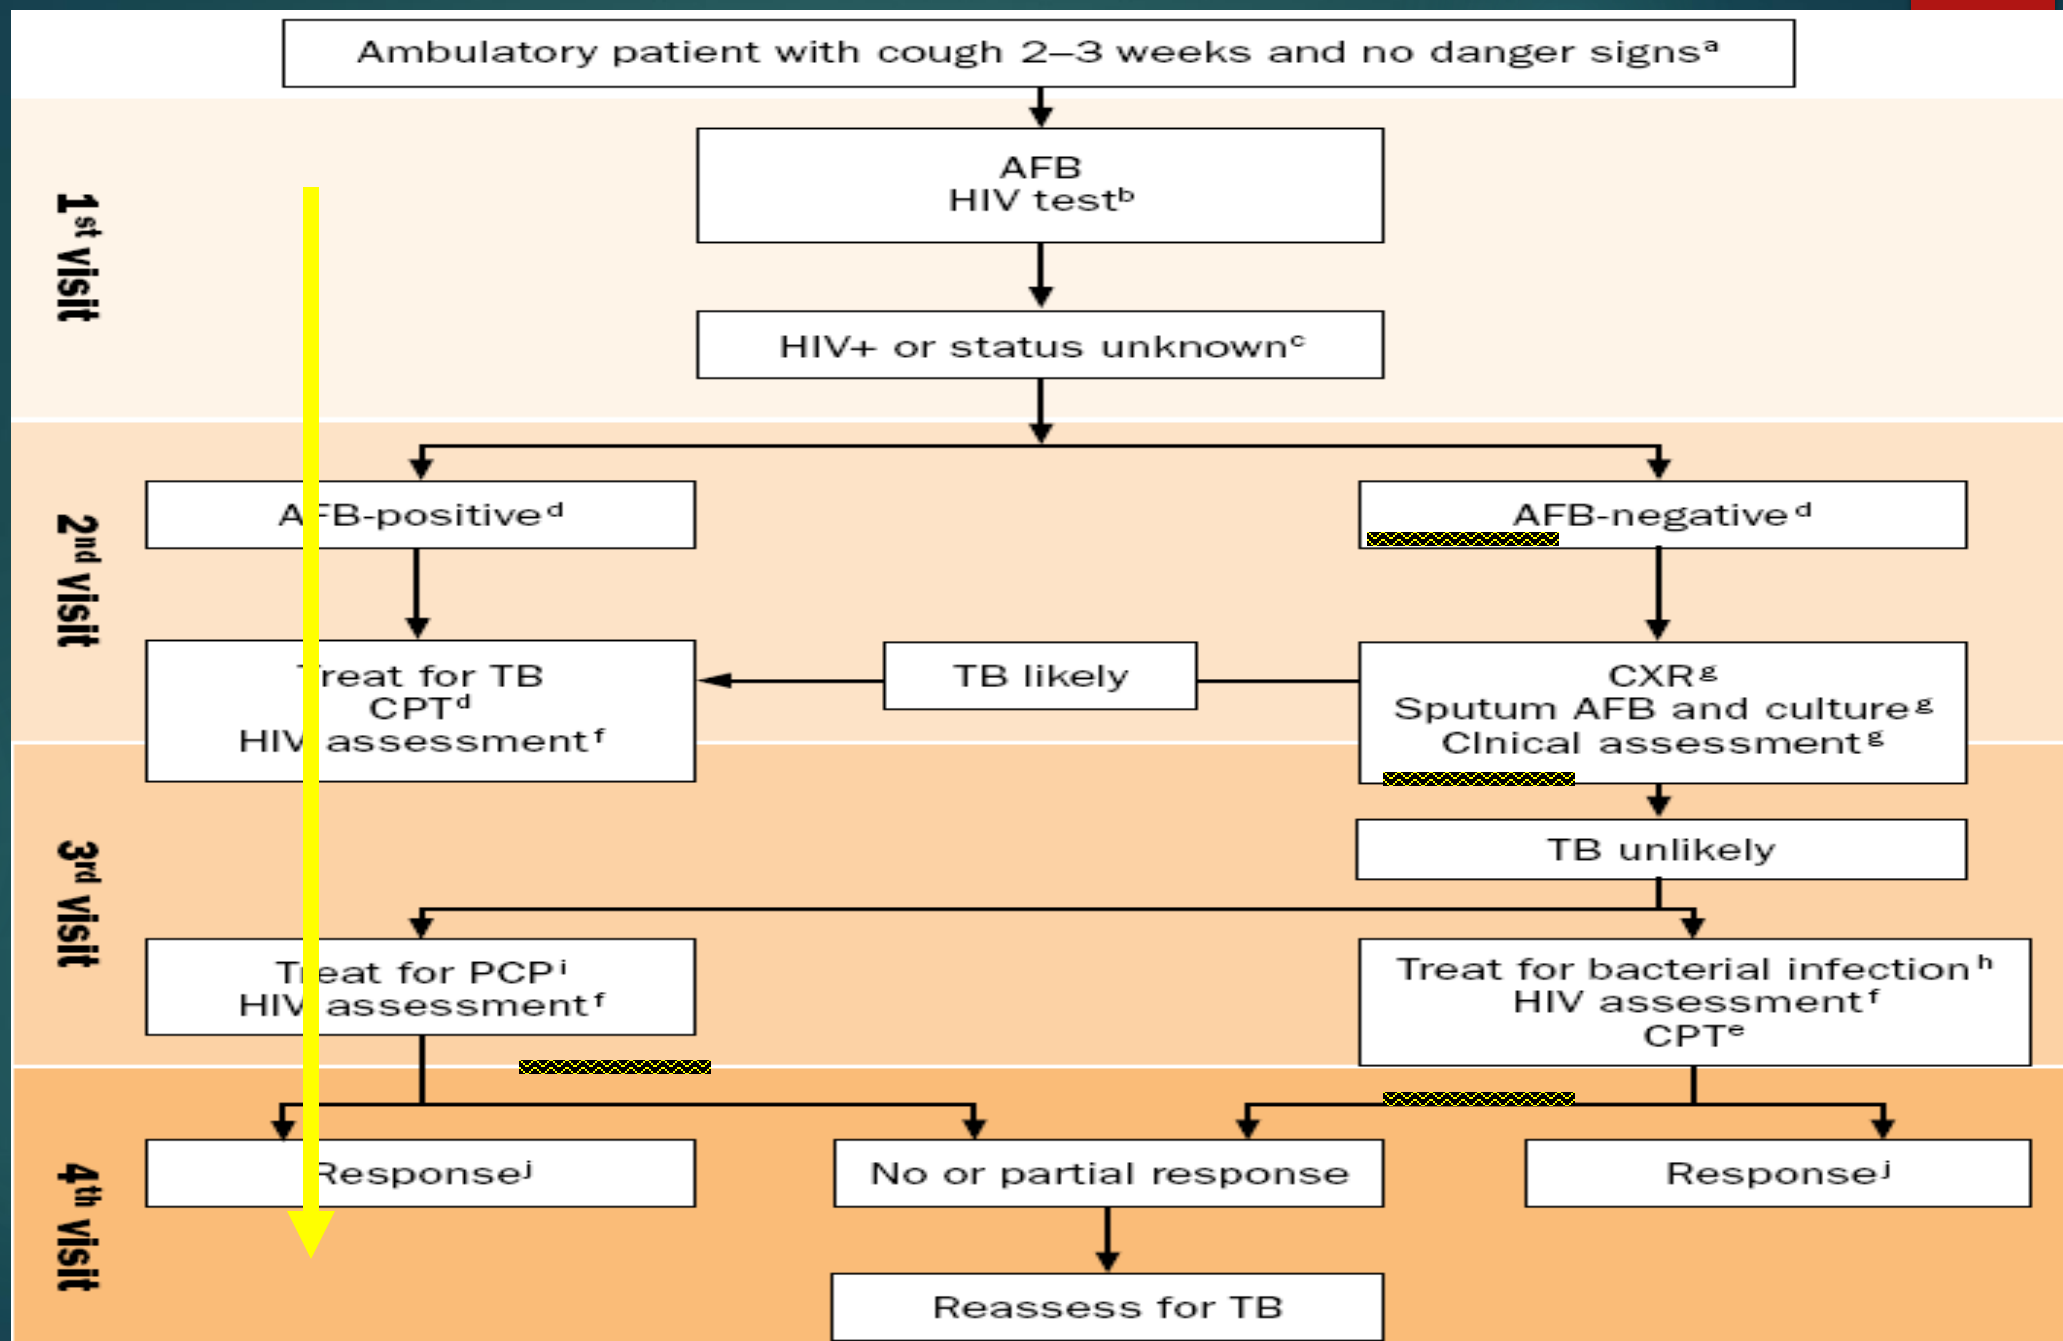 Ambulatory patient with cough 2–3 weeks and no danger signsᵃ
1st visit
AFB
HIV testᵇ
HIV+ or status unknownᶜ
2nd visit
AFB-positiveᵈ
AFB-negativeᵈ
Treat for TB
CPTᵈ
HIV assessmentᶠ
TB likely
CXRᵍ
Sputum AFB and cultureᵍ
Clnical assessmentᵍ
3rd visit
TB unlikely
Treat for PCPⁱ
HIV assessmentᶠ
Treat for bacterial infectionʰ
HIV assessmentᶠ
CPTᵉ
4th visit
Responseʲ
No or partial response
Responseʲ
Reassess for TB